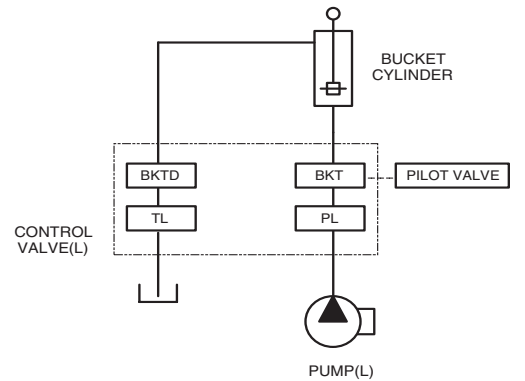 BUCKET
CYLINDER
BKTD
BKT
PILOT VALVE
TL
PL
CONTROL
VALVE(L)
PUMP(L)